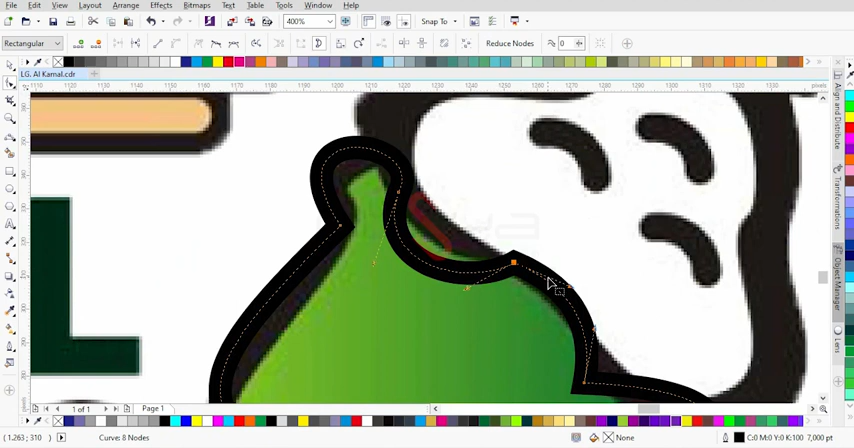 File Edit View Layout Arrange Effects Bitmaps Text Table Tools Window Help
400% Snap To
Rectangular Reduce Nodes 0
LG. Al Kamal.cdr
1110 1120 1130 1140 1150 1160 1170 1180 1190 1200 1210 1220 1230 1240 1250 1260 1270 1280 1290 1300 1310 1320 1330 pixels
Align and Distribute
Transformations
Object Manager
Lens
pixels
1 of 1 Page 1
( 1.263 ; 310 ) Curve: 8 Nodes None C:0 M:0 Y:0 K:100 7,000 pt